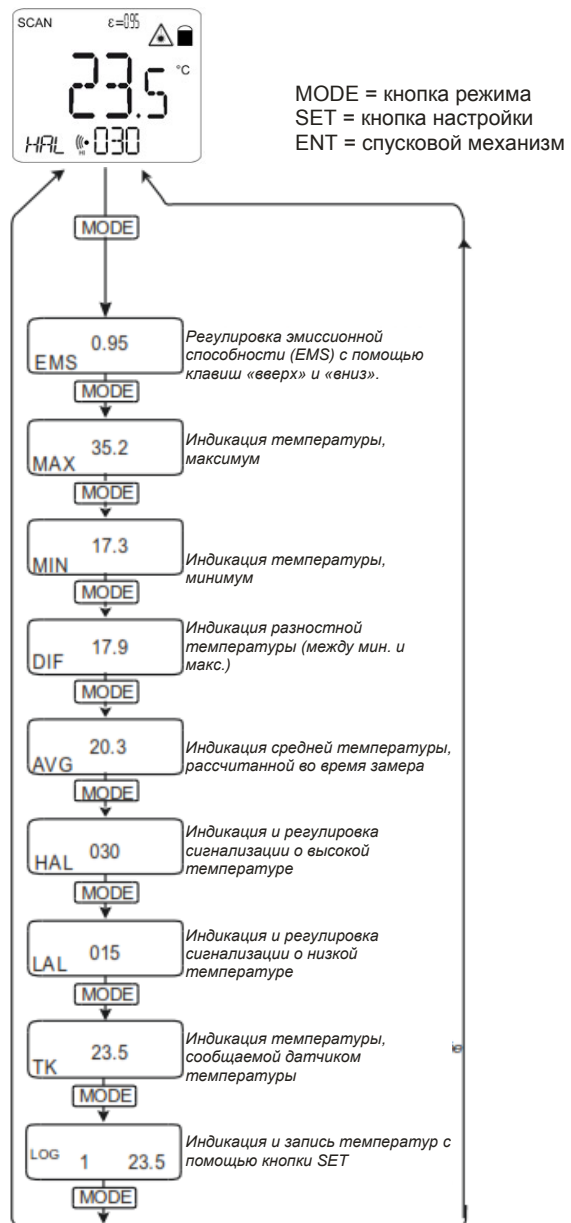 SCAN ε=0.95
23.5 °C
HAL HI 030
MODE = кнопка режима
SET = кнопка настройки
ENT = спусковой механизм
MODE
0.95
EMS
Регулировка эмиссионной
способности (EMS) с помощью
клавиш «вверх» и «вниз».
MODE
35.2
MAX
Индикация температуры,
максимум
MODE
17.3
MIN
Индикация температуры,
минимум
MODE
17.9
DIF
Индикация разностной
температуры (между мин. и
макс.)
MODE
20.3
AVG
Индикация средней температуры,
рассчитанной во время замера
MODE
030
HAL
Индикация и регулировка
сигнализации о высокой
температуре
MODE
015
LAL
Индикация и регулировка
сигнализации о низкой
температуре
MODE
23.5
TK
Индикация температуры,
сообщаемой датчиком
температуры
MODE
LOG 1 23.5
Индикация и запись температур с
помощью кнопки SET
MODE